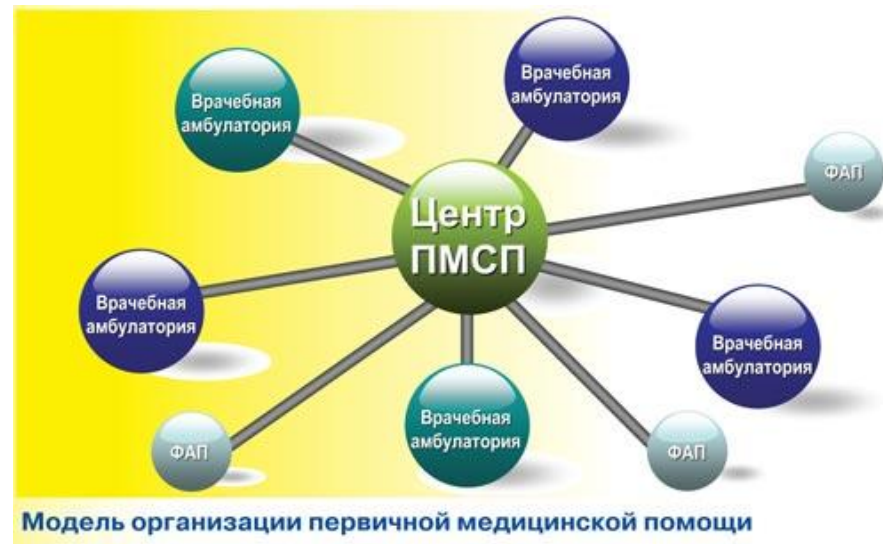 Врачебная
амбулатория
Врачебная
амбулатория
ФАП
Центр
ПМСП
Врачебная
амбулатория
Врачебная
амбулатория
Врачебная
амбулатория
ФАП
ФАП
Модель организации первичной медицинской помощи